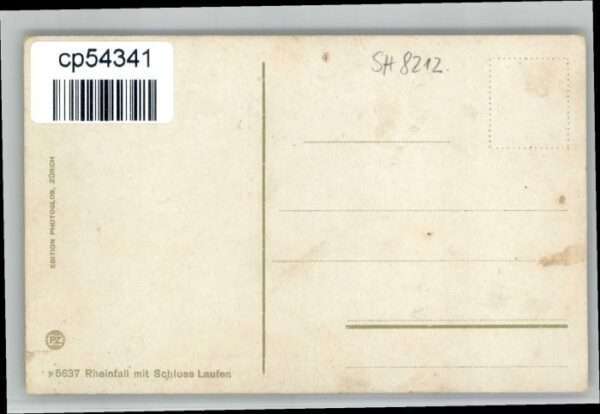 cp54341
SH 8212.
EDITION PHOTOGLOB, ZÜRICH
PZ
5637 Rheinfall mit Schloss Laufen